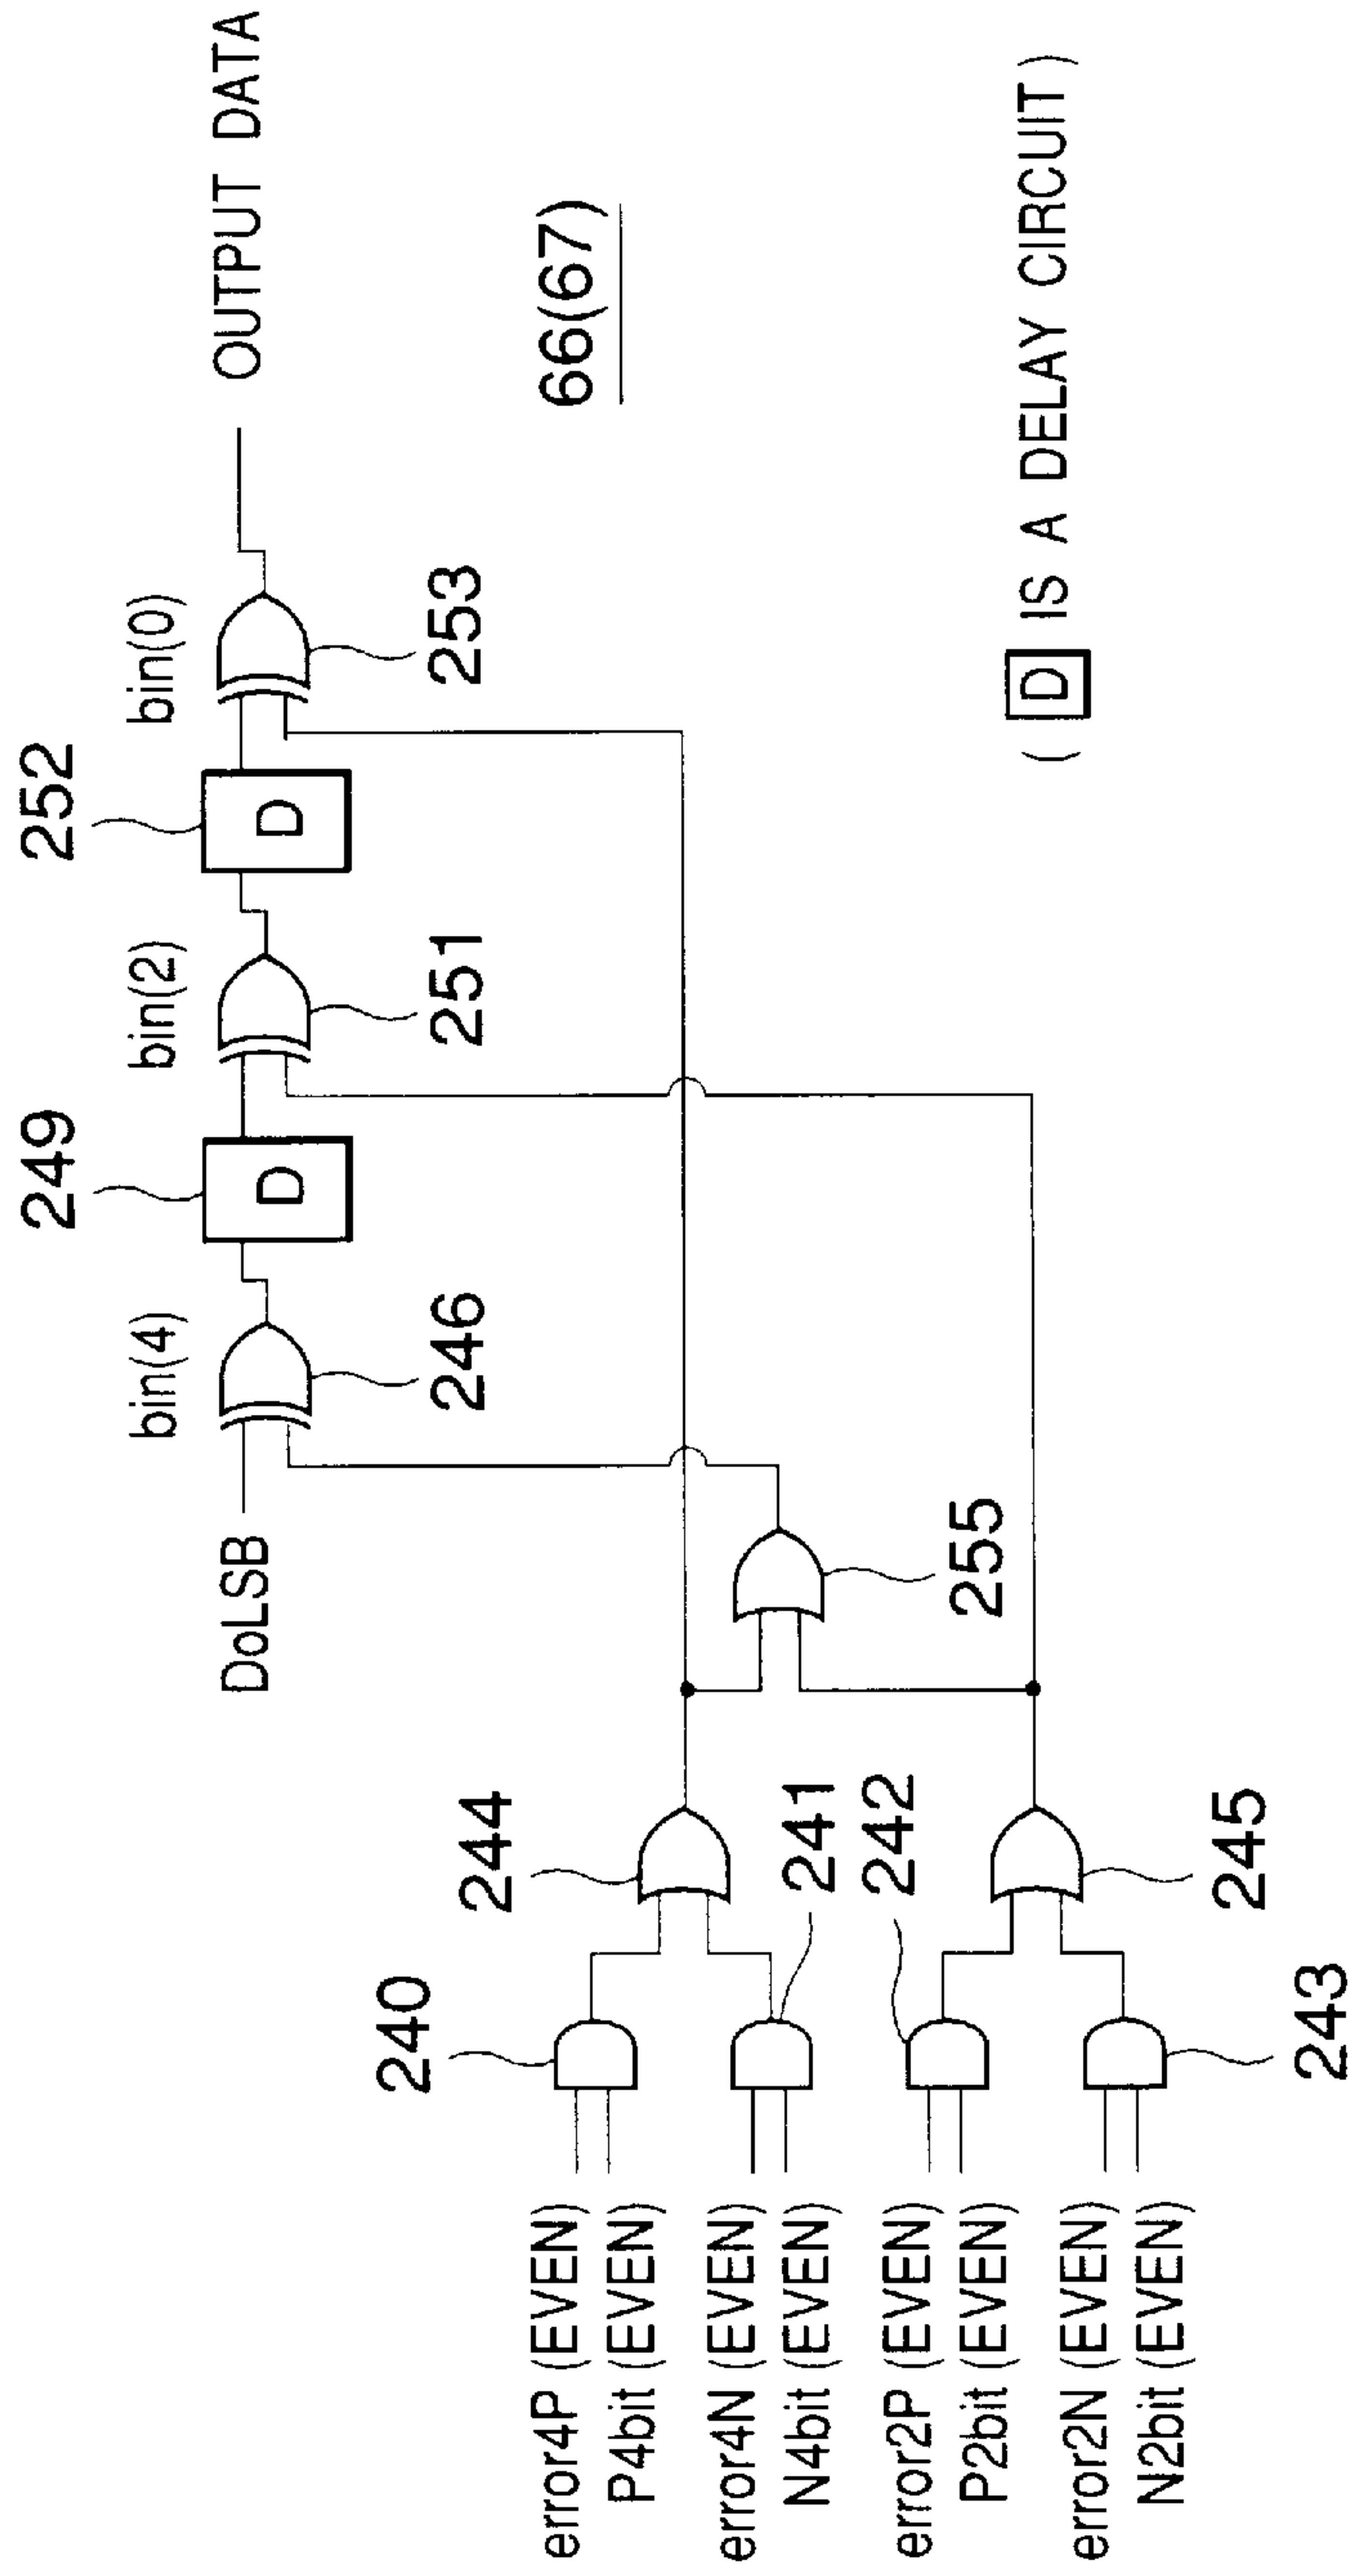 252
249
bin(0)
bin(2)
bin(4)
D
D
DoLSB
OUTPUT DATA
253
251
246
66(67)
244
255
240
241
242
245
243
error4P (EVEN)
P4bit (EVEN)
error4N (EVEN)
N4bit (EVEN)
error2P (EVEN)
P2bit (EVEN)
error2N (EVEN)
N2bit (EVEN)
( D IS A DELAY CIRCUIT )